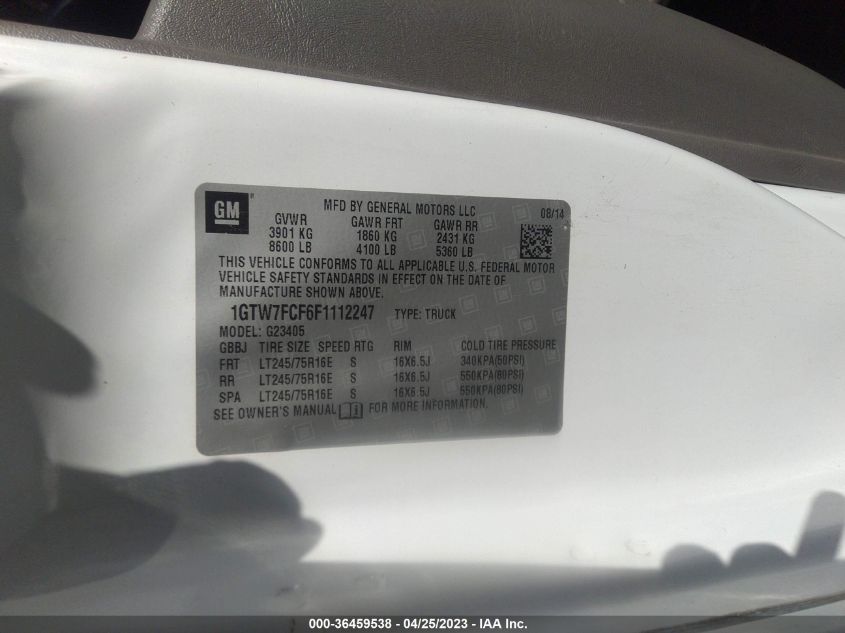 GM ®
MFD BY GENERAL MOTORS LLC 08/14
GVWR GAWR FRT GAWR RR
3901 KG 1860 KG 2431 KG
8600 LB 4100 LB 5360 LB
THIS VEHICLE CONFORMS TO ALL APPLICABLE U.S. FEDERAL MOTOR
VEHICLE SAFETY STANDARDS IN EFFECT ON THE DATE OF
MANUFACTURE SHOWN ABOVE.
1GTW7FCF6F1112247 TYPE: TRUCK
MODEL: G23405
GBBJ TIRE SIZE SPEED RTG RIM COLD TIRE PRESSURE
FRT LT245/75R16E S 16X6.5J 340KPA(50PSI)
RR LT245/75R16E S 16X6.5J 550KPA(80PSI)
SPA LT245/75R16E S 16X6.5J 550KPA(80PSI)
SEE OWNER'S MANUAL i FOR MORE INFORMATION.
000-36459538 - 04/25/2023 - IAA Inc.